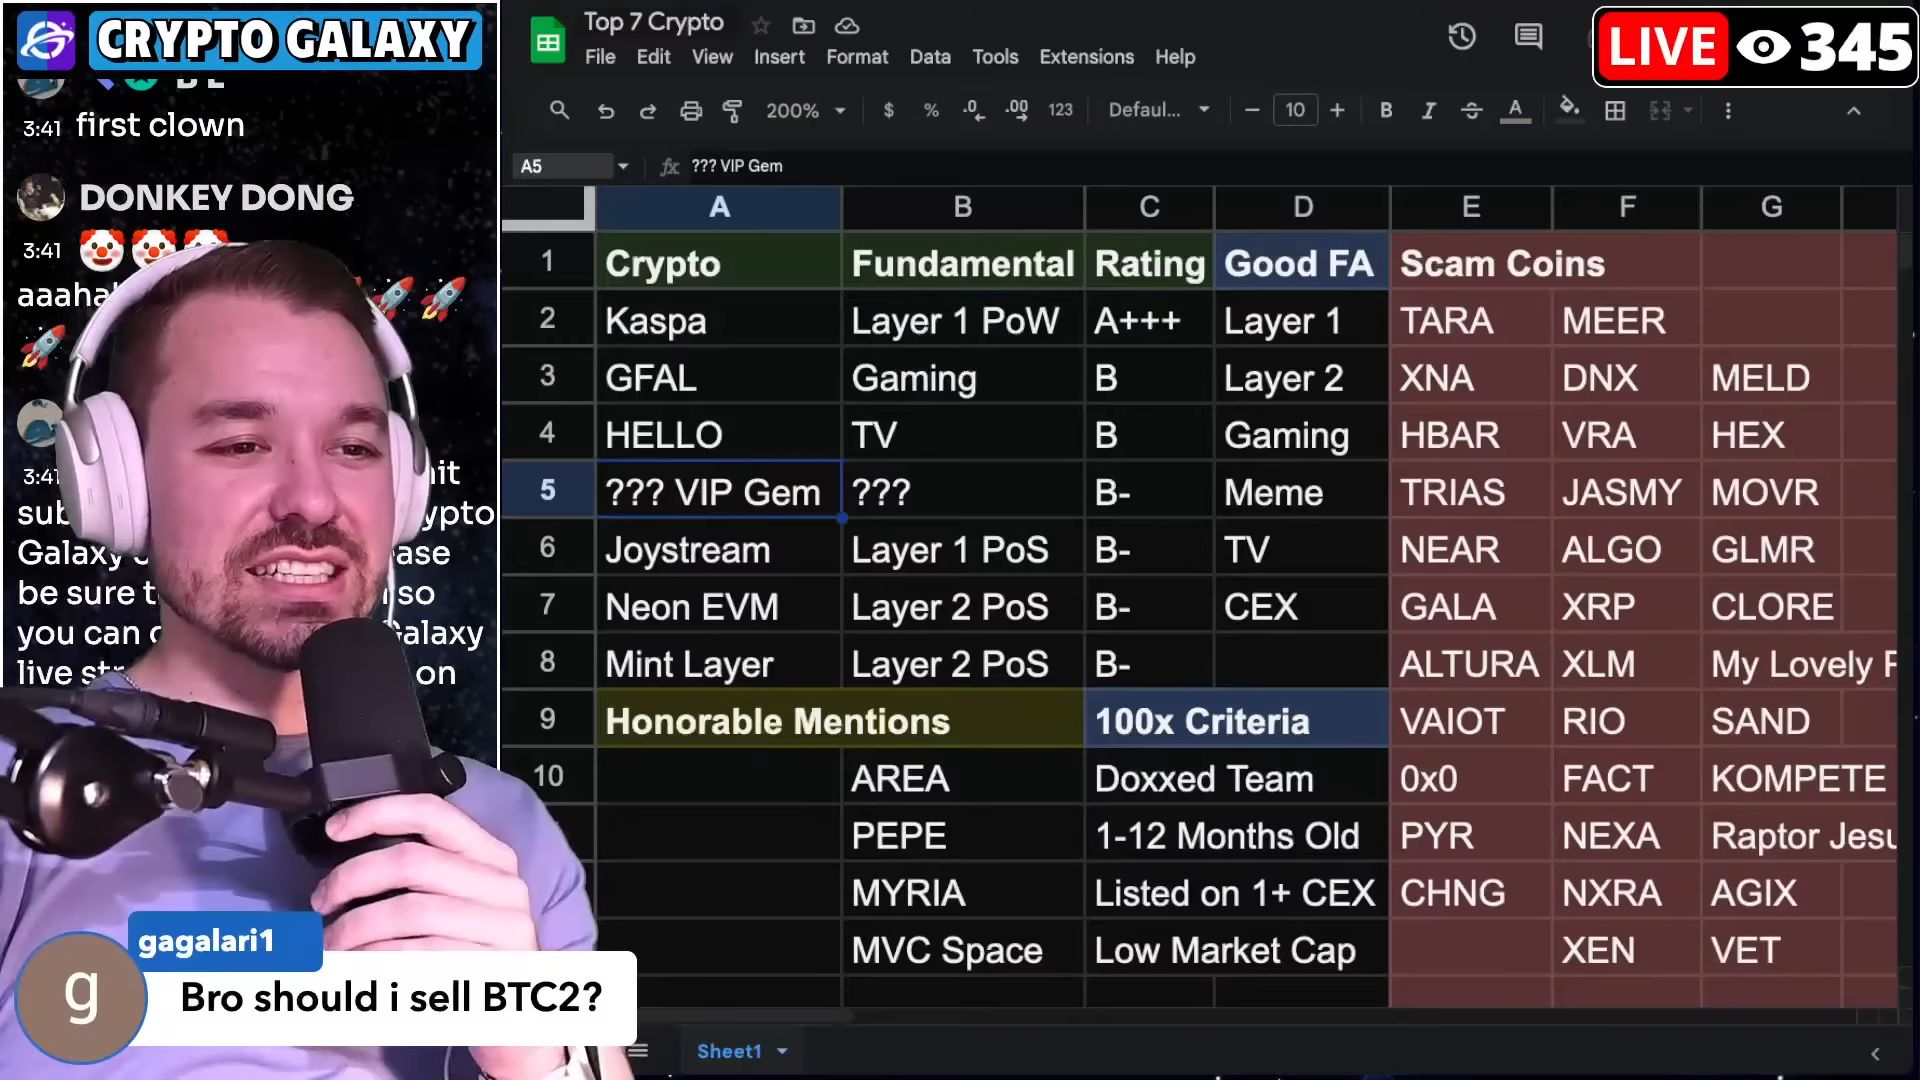 CRYPTO GALAXY
3:41 first clown
DONKEY DONG
3:41
aaaha
3:41 it
sub ypto
Galaxy ase
be sure t so
you can Galaxy
live str on
gagalari1
g
Bro should i sell BTC2?
Top 7 Crypto
File Edit View Insert Format Data Tools Extensions Help
LIVE 345
200% $ % .0 .00 123 Defaul... 10 B I A
A5 fx ??? VIP Gem
A B C D E F G
1 Crypto Fundamental Rating Good FA Scam Coins
2 Kaspa Layer 1 PoW A+++ Layer 1 TARA MEER
3 GFAL Gaming B Layer 2 XNA DNX MELD
4 HELLO TV B Gaming HBAR VRA HEX
5 ??? VIP Gem ??? B- Meme TRIAS JASMY MOVR
6 Joystream Layer 1 PoS B- TV NEAR ALGO GLMR
7 Neon EVM Layer 2 PoS B- CEX GALA XRP CLORE
8 Mint Layer Layer 2 PoS B- ALTURA XLM My Lovely
9 Honorable Mentions 100x Criteria VAIOT RIO SAND
10 AREA Doxxed Team 0x0 FACT KOMPETE
PEPE 1-12 Months Old PYR NEXA Raptor Jesu
MYRIA Listed on 1+ CEX CHNG NXRA AGIX
MVC Space Low Market Cap XEN VET
Sheet1